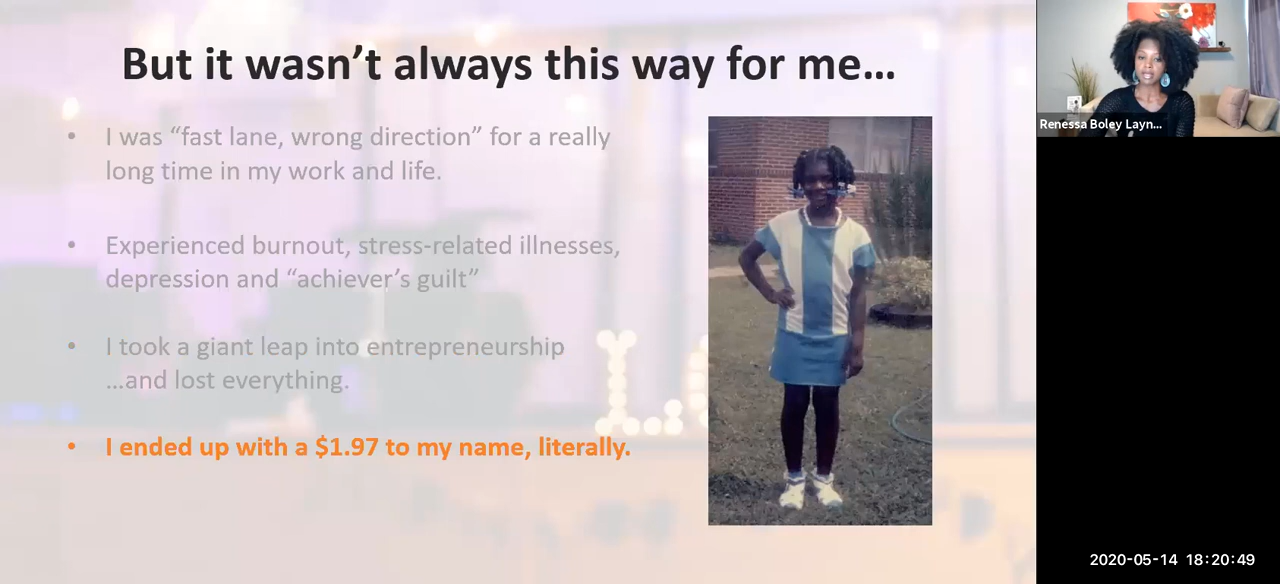 But it wasn’t always this way for me…
• I was “fast lane, wrong direction” for a really
long time in my work and life.
• Experienced burnout, stress-related illnesses,
depression and “achiever’s guilt”
• I took a giant leap into entrepreneurship
…and lost everything.
• I ended up with a $1.97 to my name, literally.
Renessa Boley Layn...
2020-05-14 18:20:49